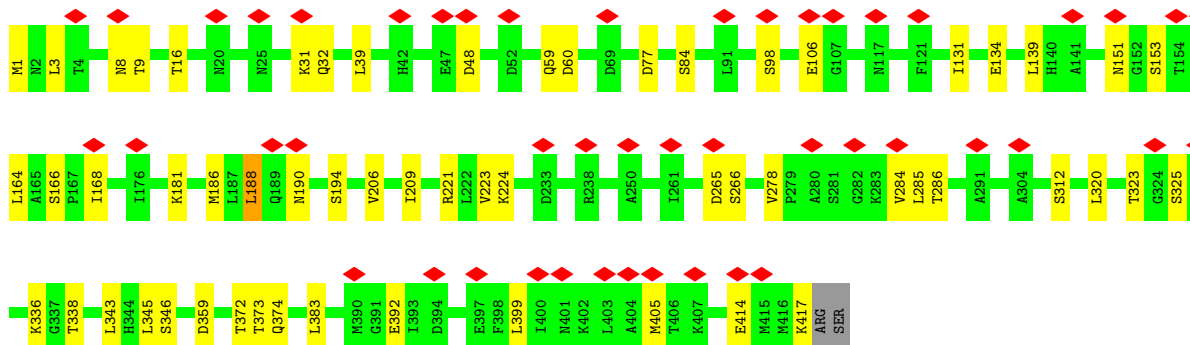 M1 N2 L3 T4 N8 T9 T16 N20 N25 K31 Q32 L39 H42 E47 D48 D52 Q59 D60 D69 D77 S84 L91 S98 E106 G107 N117 F121 I131 E134 L139 H140 A141 N151 G152 S153 T154
L164 A165 S166 P167 I168 I176 K181 M186 L187 L188 Q189 N190 S194 V206 I209 R221 L222 V223 K224 D233 R238 A250 I261 D265 S266 V278 P279 A280 S281 G282 K283 V284 L285 T286 A291 A304 S312 L320 T323 G324 S325
K336 G337 T338 L343 H344 L345 S346 D359 T372 T373 Q374 L383 M390 G391 E392 I393 D394 E397 F398 L399 I400 N401 K402 L403 A404 M405 T406 K407 E414 M415 M416 K417 ARG SER